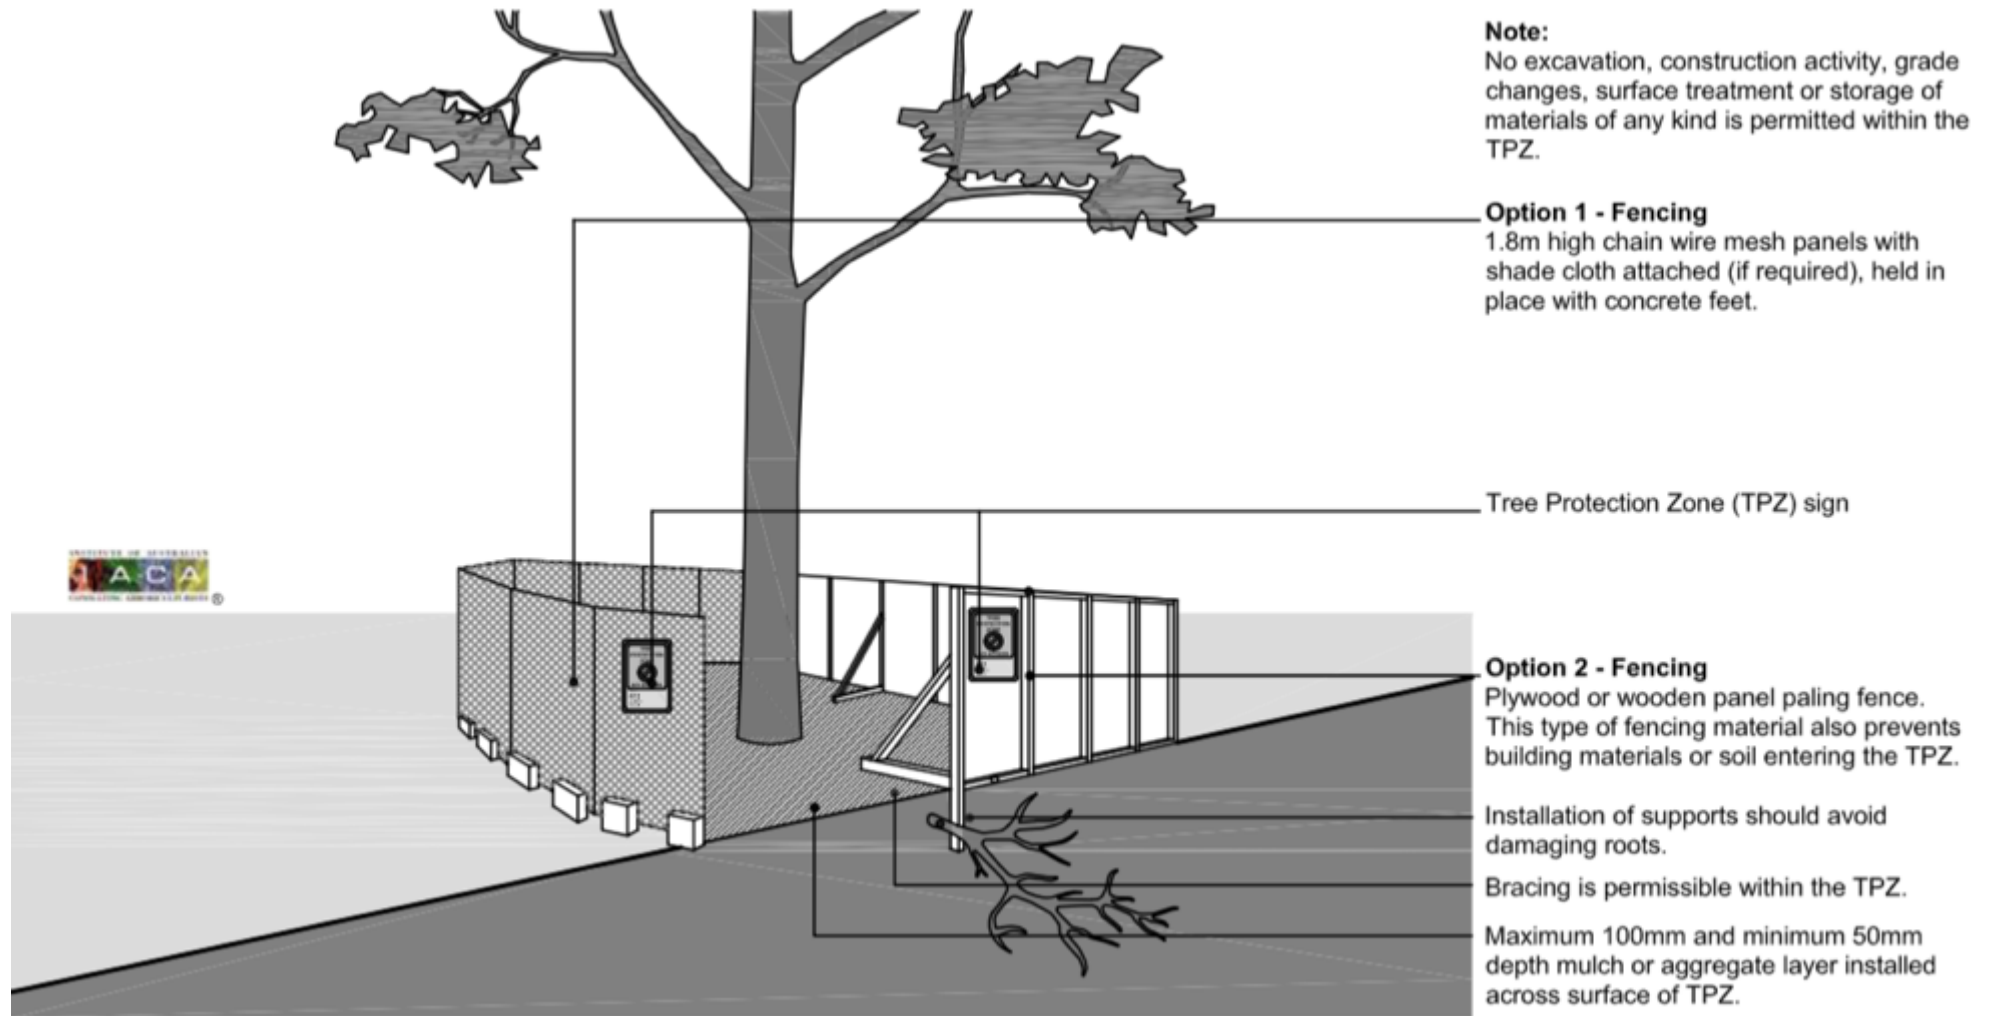 Note:
No excavation, construction activity, grade
changes, surface treatment or storage of
materials of any kind is permitted within the
TPZ.
Option 1 - Fencing
1.8m high chain wire mesh panels with
shade cloth attached (if required), held in
place with concrete feet.
Tree Protection Zone (TPZ) sign
IACA
®
Option 2 - Fencing
Plywood or wooden panel paling fence.
This type of fencing material also prevents
building materials or soil entering the TPZ.
Installation of supports should avoid
damaging roots.
Bracing is permissible within the TPZ.
Maximum 100mm and minimum 50mm
depth mulch or aggregate layer installed
across surface of TPZ.